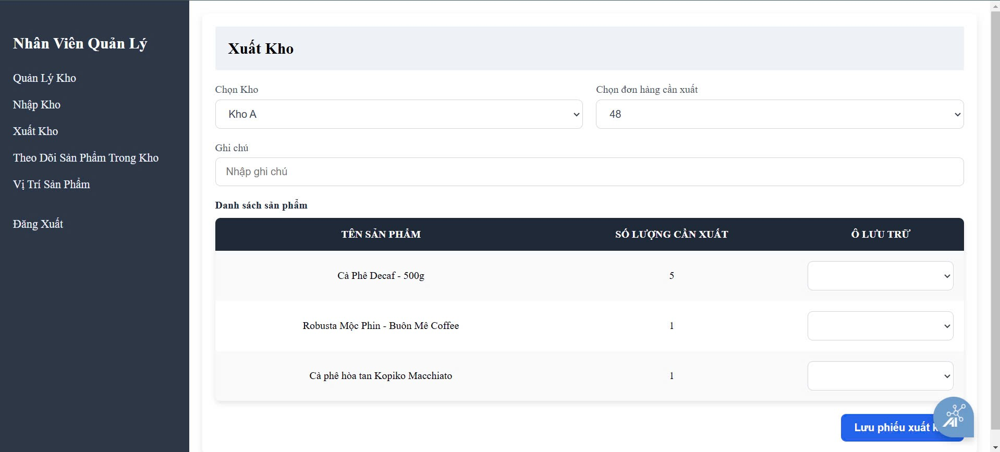 Nhân Viên Quản Lý
Quản Lý Kho
Nhập Kho
Xuất Kho
Theo Dõi Sản Phẩm Trong Kho
Vị Trí Sản Phẩm
Đăng Xuất
Xuất Kho
Chọn Kho
Chọn đơn hàng cần xuất
Kho A
48
Ghi chú
Nhập ghi chú
Danh sách sản phẩm
TÊN SẢN PHẨM SỐ LƯỢNG CẦN XUẤT Ô LƯU TRỮ
Cà Phê Decaf - 500g 5
Robusta Mộc Phin - Buôn Mê Coffee 1
Cà phê hòa tan Kopiko Macchiato 1
Lưu phiếu xuất
AI